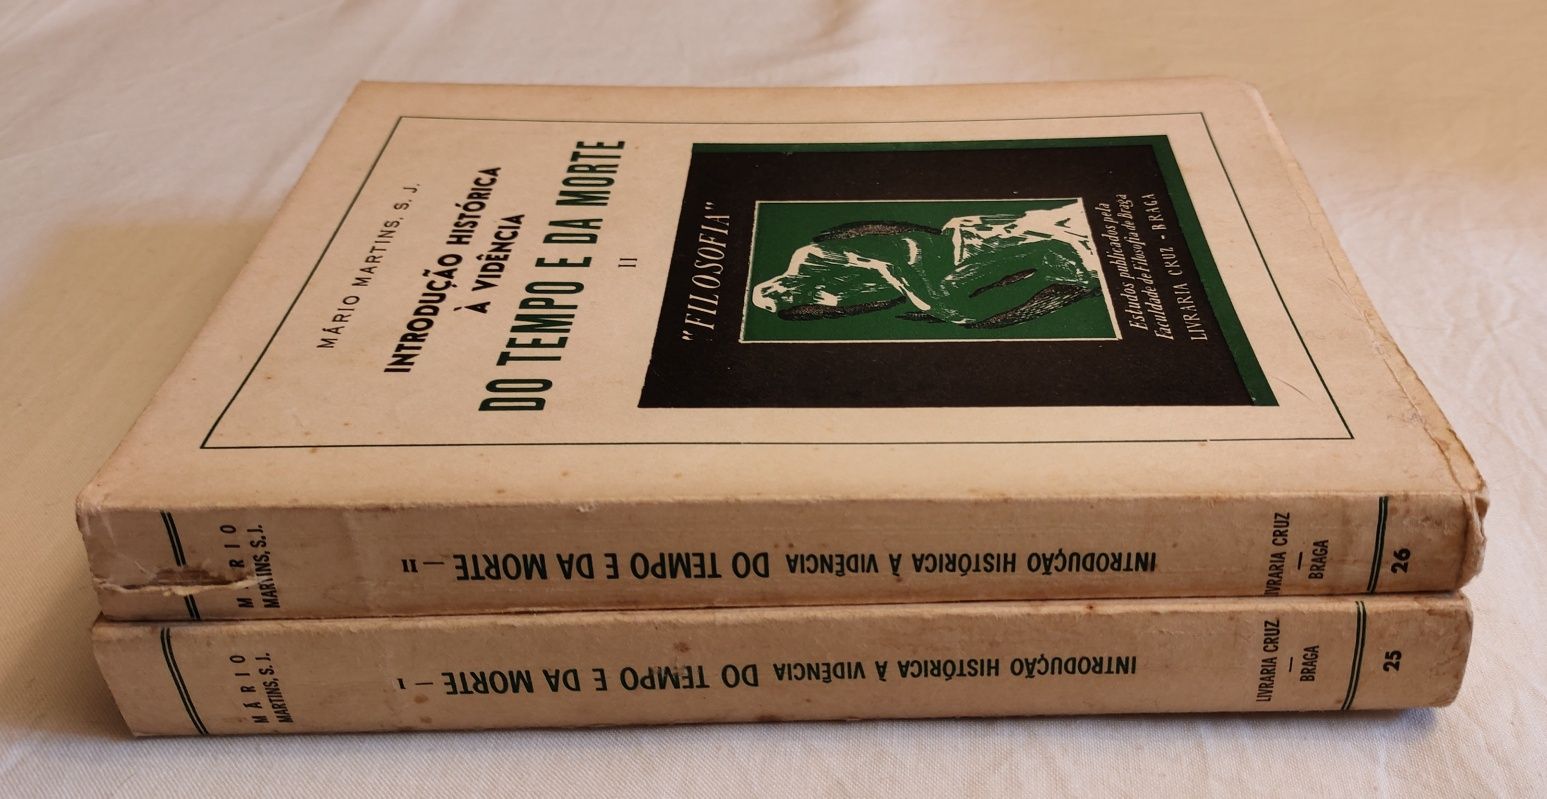 MÁRIO MARTINS, S. J.
INTRODUÇÃO HISTÓRICA
À VIDÊNCIA
DO TEMPO E DA MORTE
II
"FILOSOFIA"
Estudos publicados pela
Faculdade de Filosofia de Braga
LIVRARIA CRUZ • BRAGA
MARTINS, S. J.
INTRODUÇÃO HISTÓRICA À VIDÊNCIA DO TEMPO E DA MORTE — II
LIVRARIA CRUZ
—
BRAGA
26
MÁRIO
MARTINS, S. J.
INTRODUÇÃO HISTÓRICA À VIDÊNCIA DO TEMPO E DA MORTE — I
LIVRARIA CRUZ
—
BRAGA
25